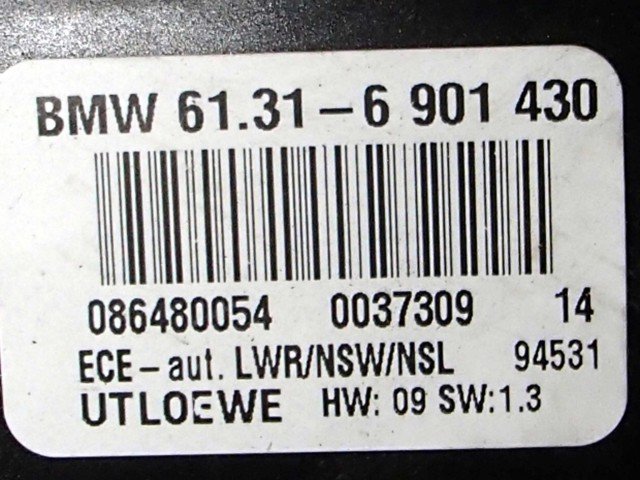 BMW 61.31-6 901 430
086480054 0037309 14
ECE-aut. LWR/NSW/NSL 94531
UTLOEWE HW: 09 SW:1.3